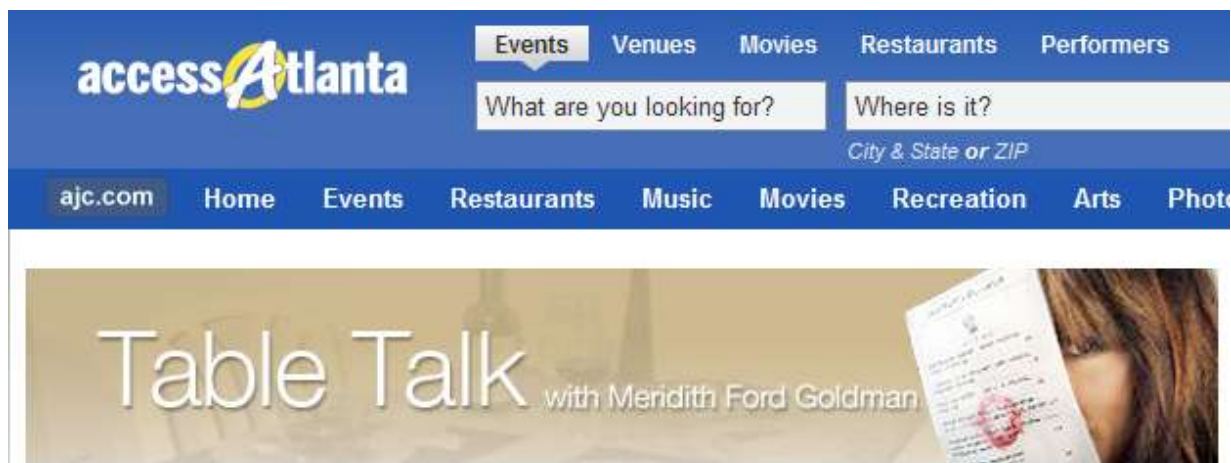 accessAtlanta
Events Venues Movies Restaurants Performers
What are you looking for? Where is it?
City & State or ZIP
ajc.com Home Events Restaurants Music Movies Recreation Arts Phot
Table Talk with Meridith Ford Goldman